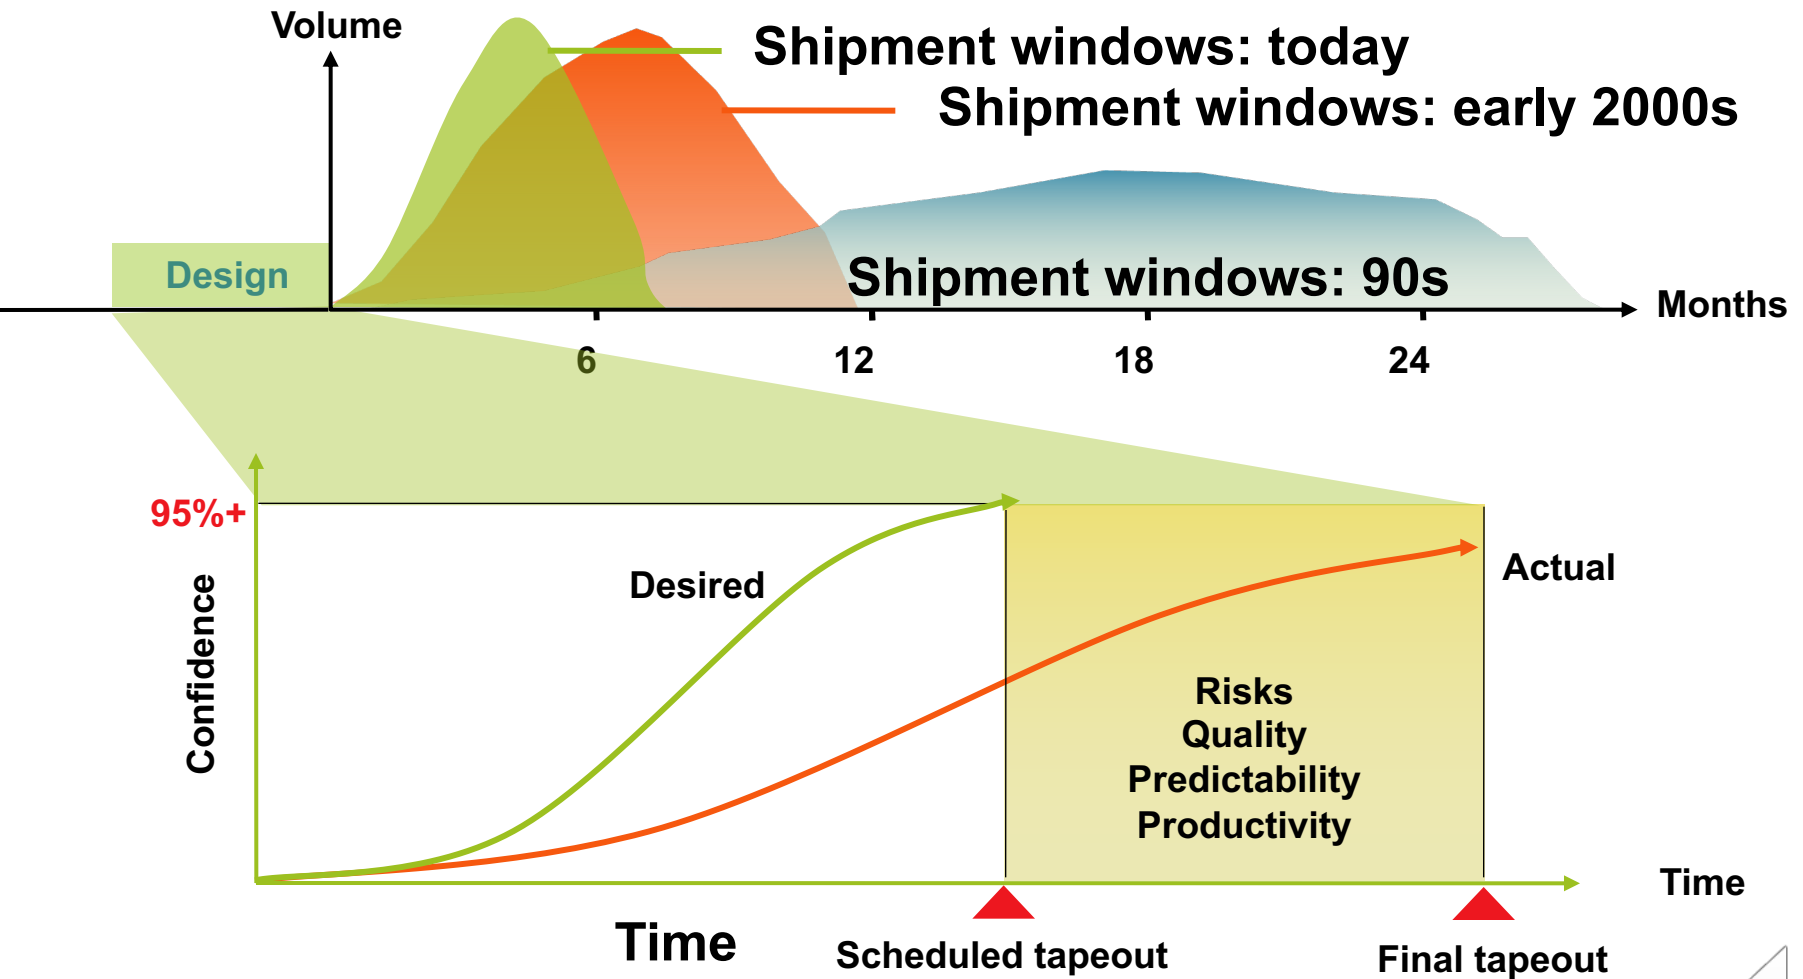 Volume
Shipment windows: today
Shipment windows: early 2000s
Design
Shipment windows: 90s
Months
6
12
18
24
95%+
Desired
Actual
Confidence
Risks
Quality
Predictability
Productivity
Time
Time
Scheduled tapeout
Final tapeout